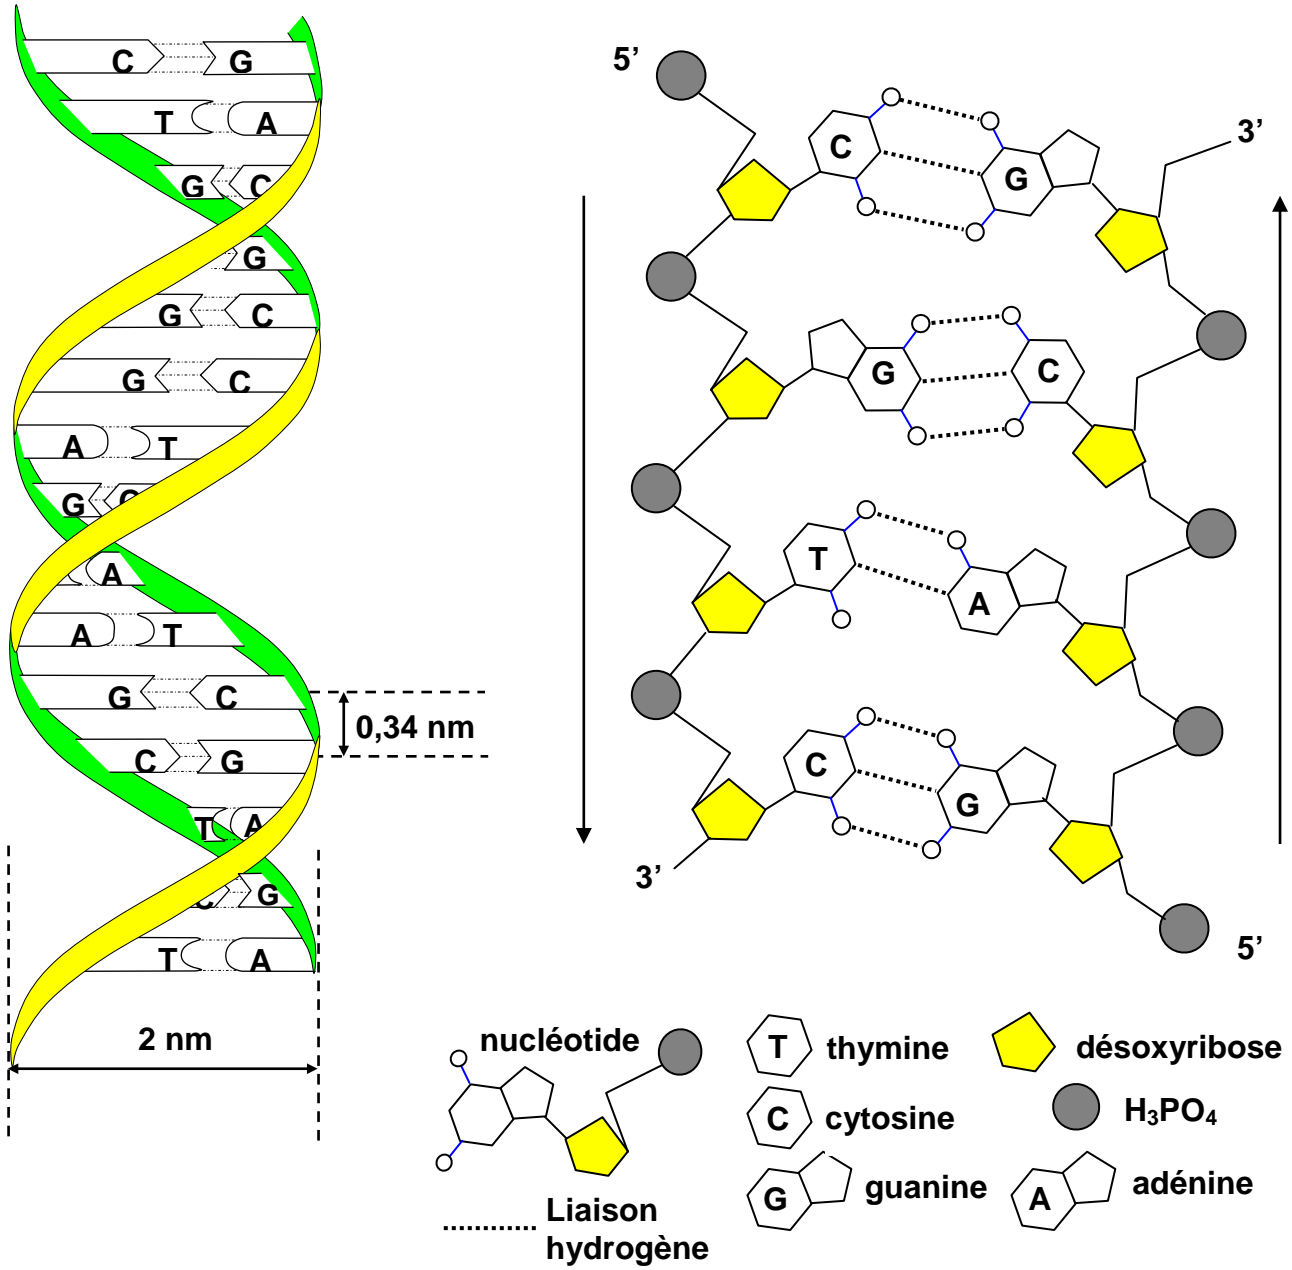 C G
T A
G C
G
G C
G C
A T
G C
A
A T
G C
0,34 nm
C G
T A
C G
T A
2 nm
5’
3’
C G
G C
T A
C G
3’
5’
nucléotide
T thymine
désoxyribose
C cytosine
H₃PO₄
G guanine
A adénine
Liaison
hydrogène